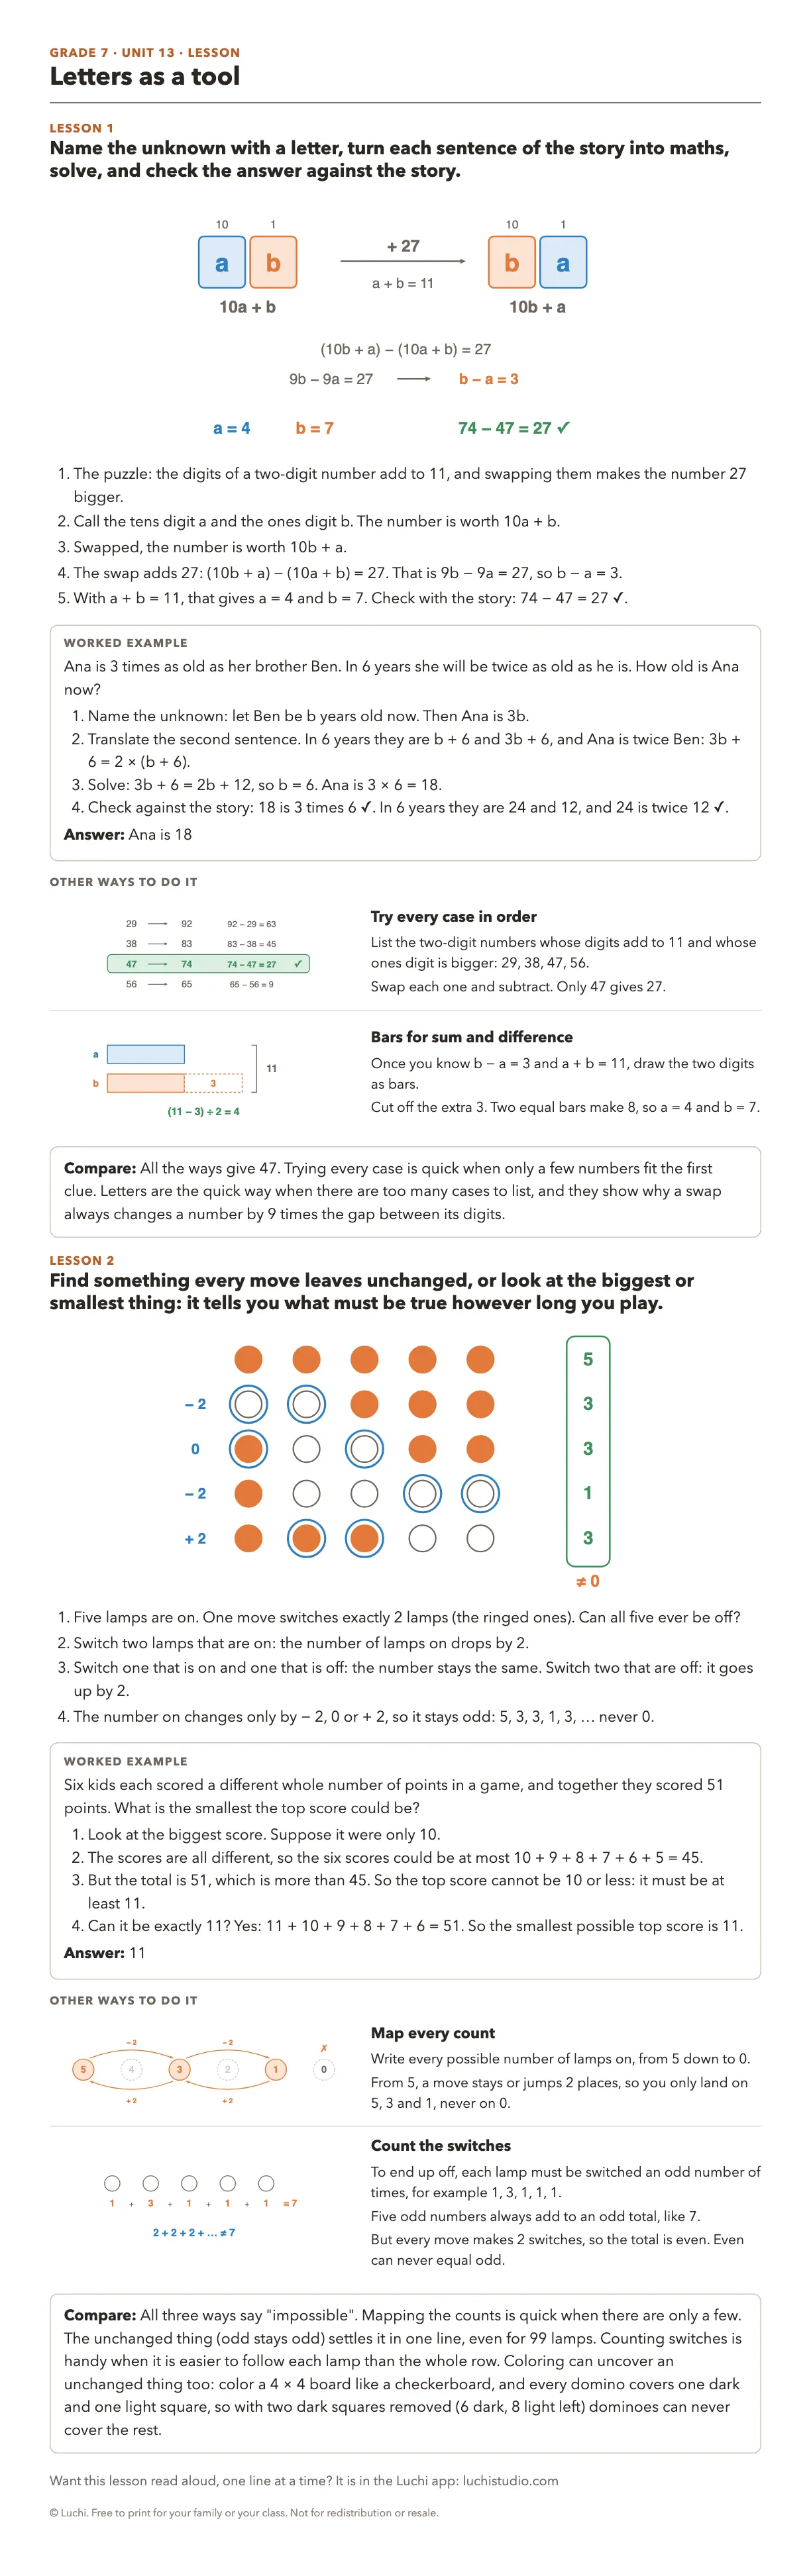 GRADE 7 · UNIT 13 · LESSON
Letters as a tool
LESSON 1
Name the unknown with a letter, turn each sentence of the story into maths,
solve, and check the answer against the story.
10 1 10 1
a b + 27 b a
a + b = 11
10a + b 10b + a
(10b + a) − (10a + b) = 27
9b − 9a = 27 ⟶ b − a = 3
a = 4 b = 7 74 − 47 = 27 ✓
1. The puzzle: the digits of a two-digit number add to 11, and swapping them makes the number 27
bigger.
2. Call the tens digit a and the ones digit b. The number is worth 10a + b.
3. Swapped, the number is worth 10b + a.
4. The swap adds 27: (10b + a) − (10a + b) = 27. That is 9b − 9a = 27, so b − a = 3.
5. With a + b = 11, that gives a = 4 and b = 7. Check with the story: 74 − 47 = 27 ✓.
WORKED EXAMPLE
Ana is 3 times as old as her brother Ben. In 6 years she will be twice as old as he is. How old is Ana
now?
1. Name the unknown: let Ben be b years old now. Then Ana is 3b.
2. Translate the second sentence. In 6 years they are b + 6 and 3b + 6, and Ana is twice Ben: 3b +
6 = 2 × (b + 6).
3. Solve: 3b + 6 = 2b + 12, so b = 6. Ana is 3 × 6 = 18.
4. Check against the story: 18 is 3 times 6 ✓. In 6 years they are 24 and 12, and 24 is twice 12 ✓.
Answer: Ana is 18
OTHER WAYS TO DO IT
29 ⟶ 92 92 − 29 = 63
38 ⟶ 83 83 − 38 = 45
47 ⟶ 74 74 − 47 = 27 ✓
56 ⟶ 65 65 − 56 = 9
Try every case in order
List the two-digit numbers whose digits add to 11 and whose
ones digit is bigger: 29, 38, 47, 56.
Swap each one and subtract. Only 47 gives 27.
a
b 3 11
(11 − 3) ÷ 2 = 4
Bars for sum and difference
Once you know b − a = 3 and a + b = 11, draw the two digits
as bars.
Cut off the extra 3. Two equal bars make 8, so a = 4 and b = 7.
Compare: All the ways give 47. Trying every case is quick when only a few numbers fit the first
clue. Letters are the quick way when there are too many cases to list, and they show why a swap
always changes a number by 9 times the gap between its digits.
LESSON 2
Find something every move leaves unchanged, or look at the biggest or
smallest thing: it tells you what must be true however long you play.
5
− 2 3
0 3
− 2 1
+ 2 3
≠ 0
1. Five lamps are on. One move switches exactly 2 lamps (the ringed ones). Can all five ever be off?
2. Switch two lamps that are on: the number of lamps on drops by 2.
3. Switch one that is on and one that is off: the number stays the same. Switch two that are off: it goes
up by 2.
4. The number on changes only by − 2, 0 or + 2, so it stays odd: 5, 3, 3, 1, 3, … never 0.
WORKED EXAMPLE
Six kids each scored a different whole number of points in a game, and together they scored 51
points. What is the smallest the top score could be?
1. Look at the biggest score. Suppose it were only 10.
2. The scores are all different, so the six scores could be at most 10 + 9 + 8 + 7 + 6 + 5 = 45.
3. But the total is 51, which is more than 45. So the top score cannot be 10 or less: it must be at
least 11.
4. Can it be exactly 11? Yes: 11 + 10 + 9 + 8 + 7 + 6 = 51. So the smallest possible top score is 11.
Answer: 11
OTHER WAYS TO DO IT
− 2 − 2 ✗
5 4 3 2 1 0
+ 2 + 2
Map every count
Write every possible number of lamps on, from 5 down to 0.
From 5, a move stays or jumps 2 places, so you only land on
5, 3 and 1, never on 0.
1 + 3 + 1 + 1 + 1 = 7
2 + 2 + 2 + … ≠ 7
Count the switches
To end up off, each lamp must be switched an odd number of
times, for example 1, 3, 1, 1, 1.
Five odd numbers always add to an odd total, like 7.
But every move makes 2 switches, so the total is even. Even
can never equal odd.
Compare: All three ways say "impossible". Mapping the counts is quick when there are only a few.
The unchanged thing (odd stays odd) settles it in one line, even for 99 lamps. Counting switches is
handy when it is easier to follow each lamp than the whole row. Coloring can uncover an
unchanged thing too: color a 4 × 4 board like a checkerboard, and every domino covers one dark
and one light square, so with two dark squares removed (6 dark, 8 light left) dominoes can never
cover the rest.
Want this lesson read aloud, one line at a time? It is in the Luchi app: luchistudio.com
© Luchi. Free to print for your family or your class. Not for redistribution or resale.